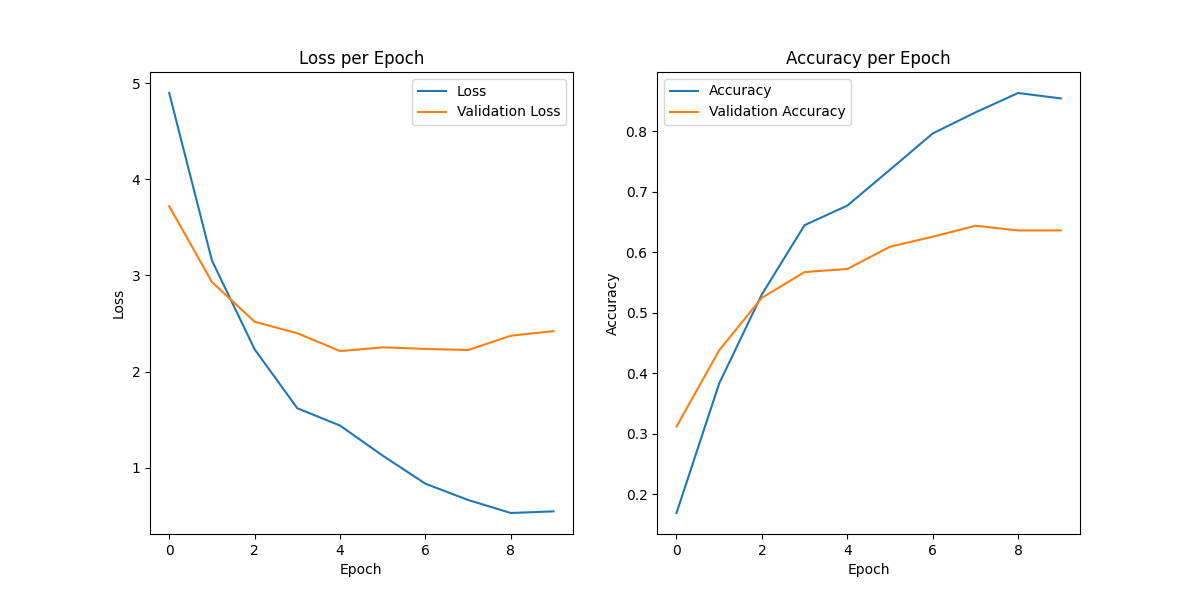 Loss per Epoch
5
4
3
2
1
Loss
Loss
Validation Loss
0 2 4 6 8
Epoch
Accuracy per Epoch
0.8
0.7
0.6
0.5
0.4
0.3
0.2
Accuracy
Accuracy
Validation Accuracy
0 2 4 6 8
Epoch